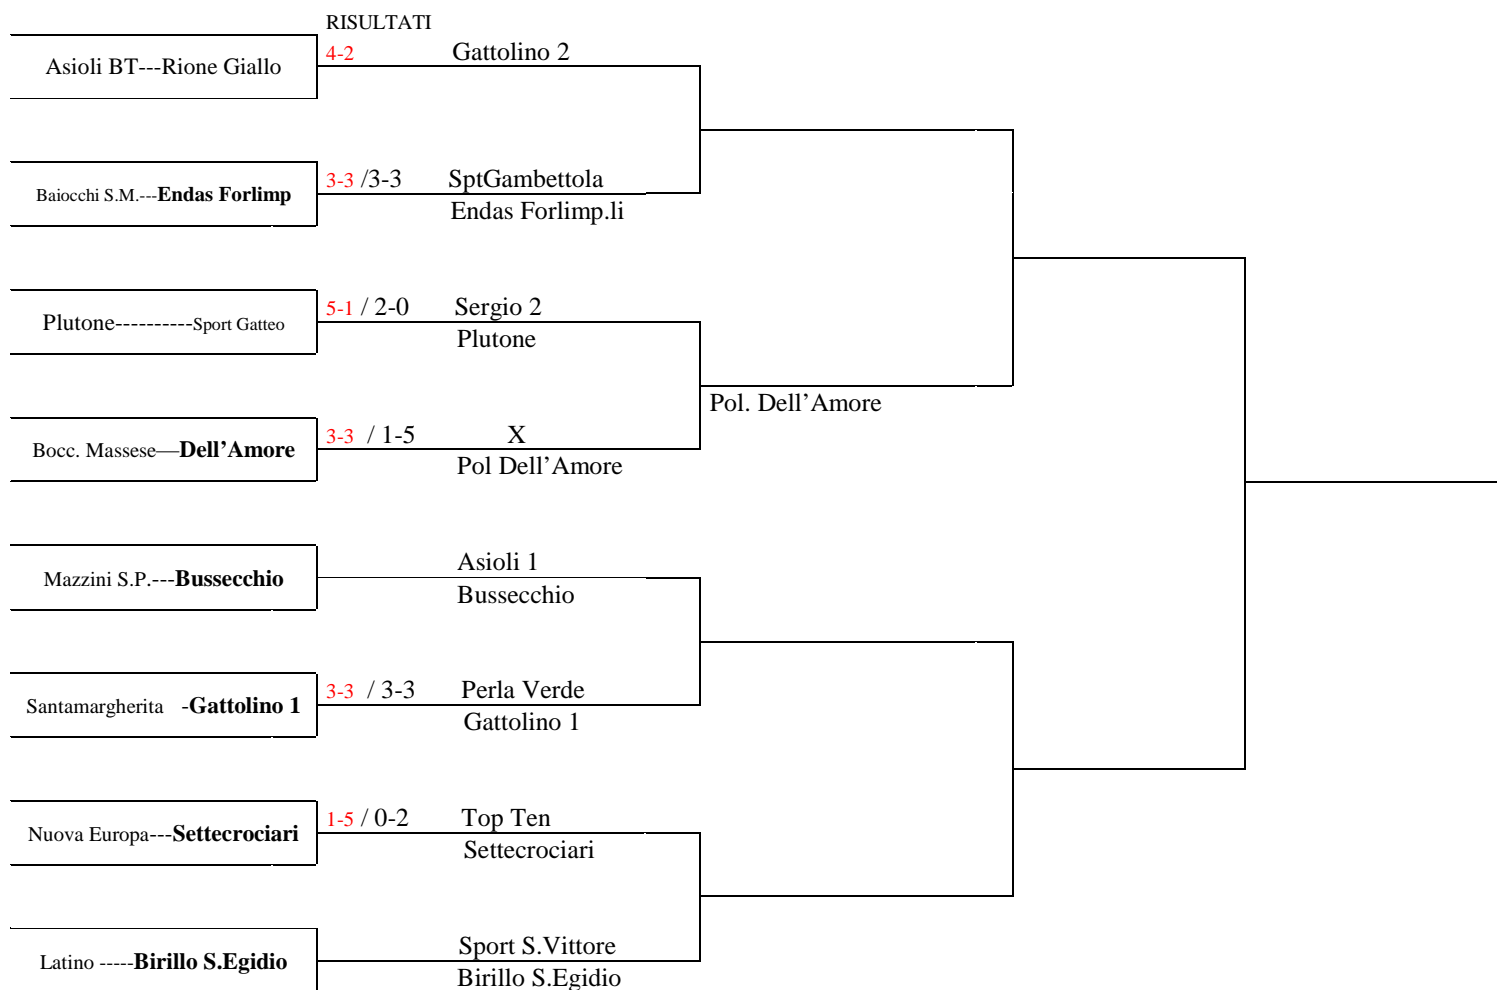 RISULTATI
Asioli BT---Rione Giallo 4-2 Gattolino 2
Baiocchi S.M.---Endas Forlimp 3-3 /3-3 SptGambettola
Endas Forlimp.li
Plutone----------Sport Gatteo 5-1 / 2-0 Sergio 2
Plutone
Pol. Dell’Amore
Bocc. Massese—Dell’Amore 3-3 / 1-5 X
Pol Dell’Amore
Mazzini S.P.---Bussecchio Asioli 1
Bussecchio
Santamargherita -Gattolino 1 3-3 / 3-3 Perla Verde
Gattolino 1
Nuova Europa---Settecrociari 1-5 / 0-2 Top Ten
Settecrociari
Latino -----Birillo S.Egidio Sport S.Vittore
Birillo S.Egidio